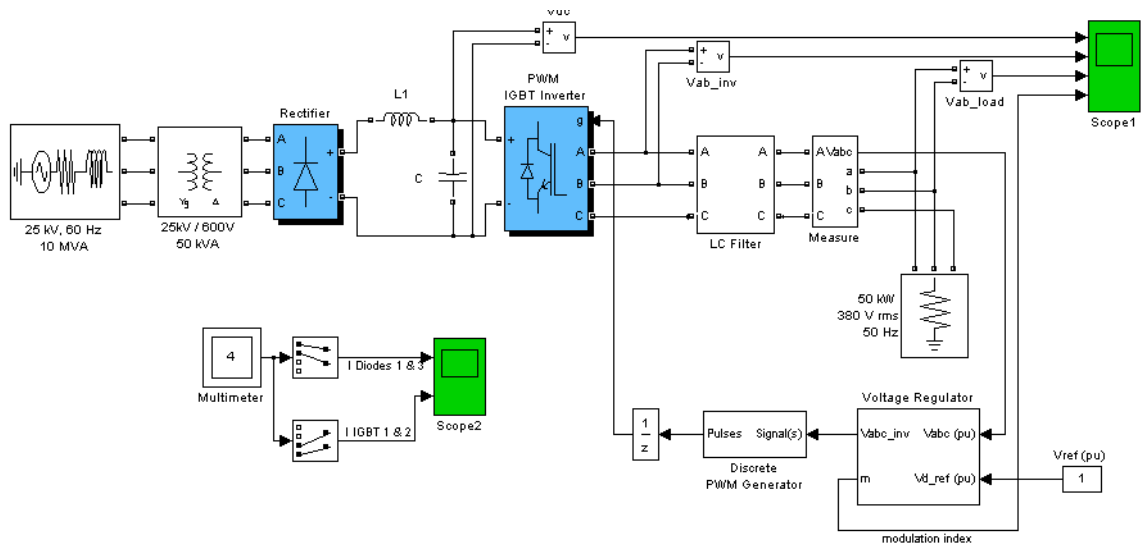 Vdc
+
-
v
+
-
v
Vab_inv
+
-
v
Vab_load
Scope1
PWM
IGBT Inverter
L1
Rectifier
A
B
C
+
-
C
+
-
g
A
B
C
A
B
C
A
B
C
LC Filter
A
B
C
Vabc
a
b
c
Measure
Yg
Δ
25 kV, 60 Hz
10 MVA
25kV / 600V
50 kVA
50 kW
380 V rms
50 Hz
4
Multimeter
I Diodes 1 & 3
I IGBT 1 & 2
Scope2
1
z
Pulses
Signal(s)
Discrete
PWM Generator
Voltage Regulator
Vabc_inv
Vabc (pu)
m
Vd_ref (pu)
Vref (pu)
1
modulation index